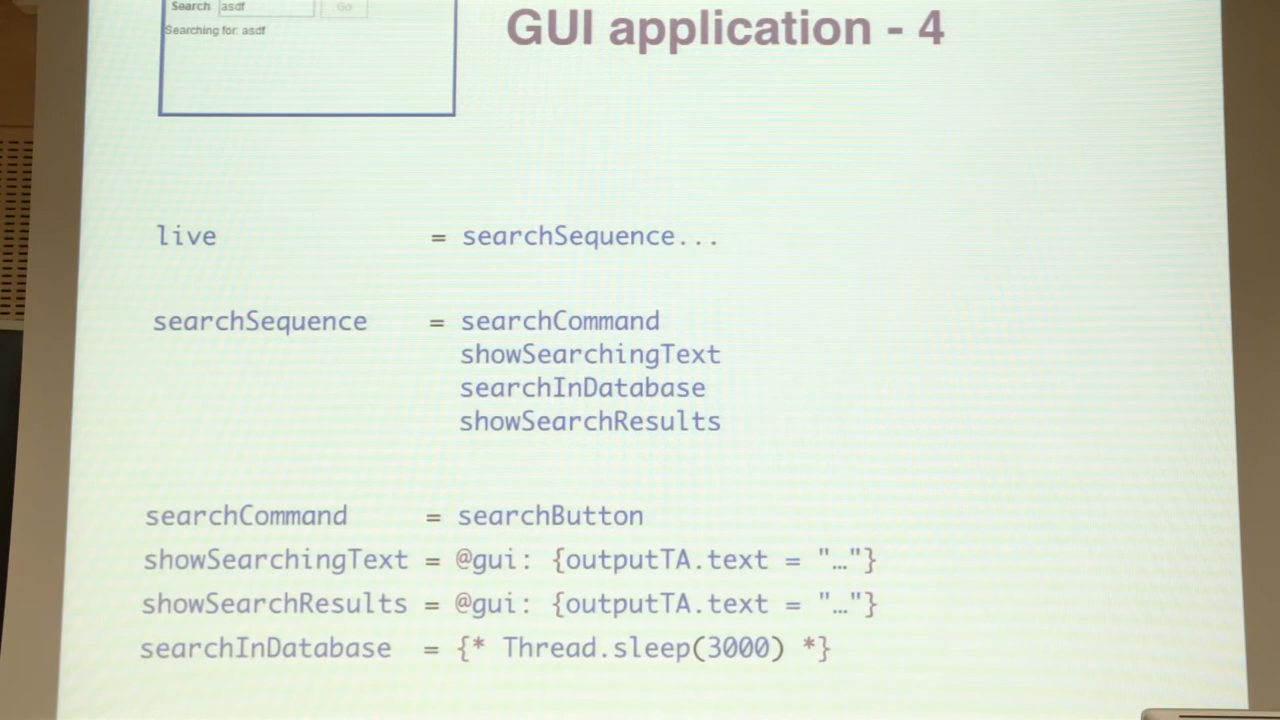 Search asdf Go
Searching for: asdf
GUI application - 4
live = searchSequence...
searchSequence = searchCommand
showSearchingText
searchInDatabase
showSearchResults
searchCommand = searchButton
showSearchingText = @gui: {outputTA.text = "…"}
showSearchResults = @gui: {outputTA.text = "…"}
searchInDatabase = {* Thread.sleep(3000) *}